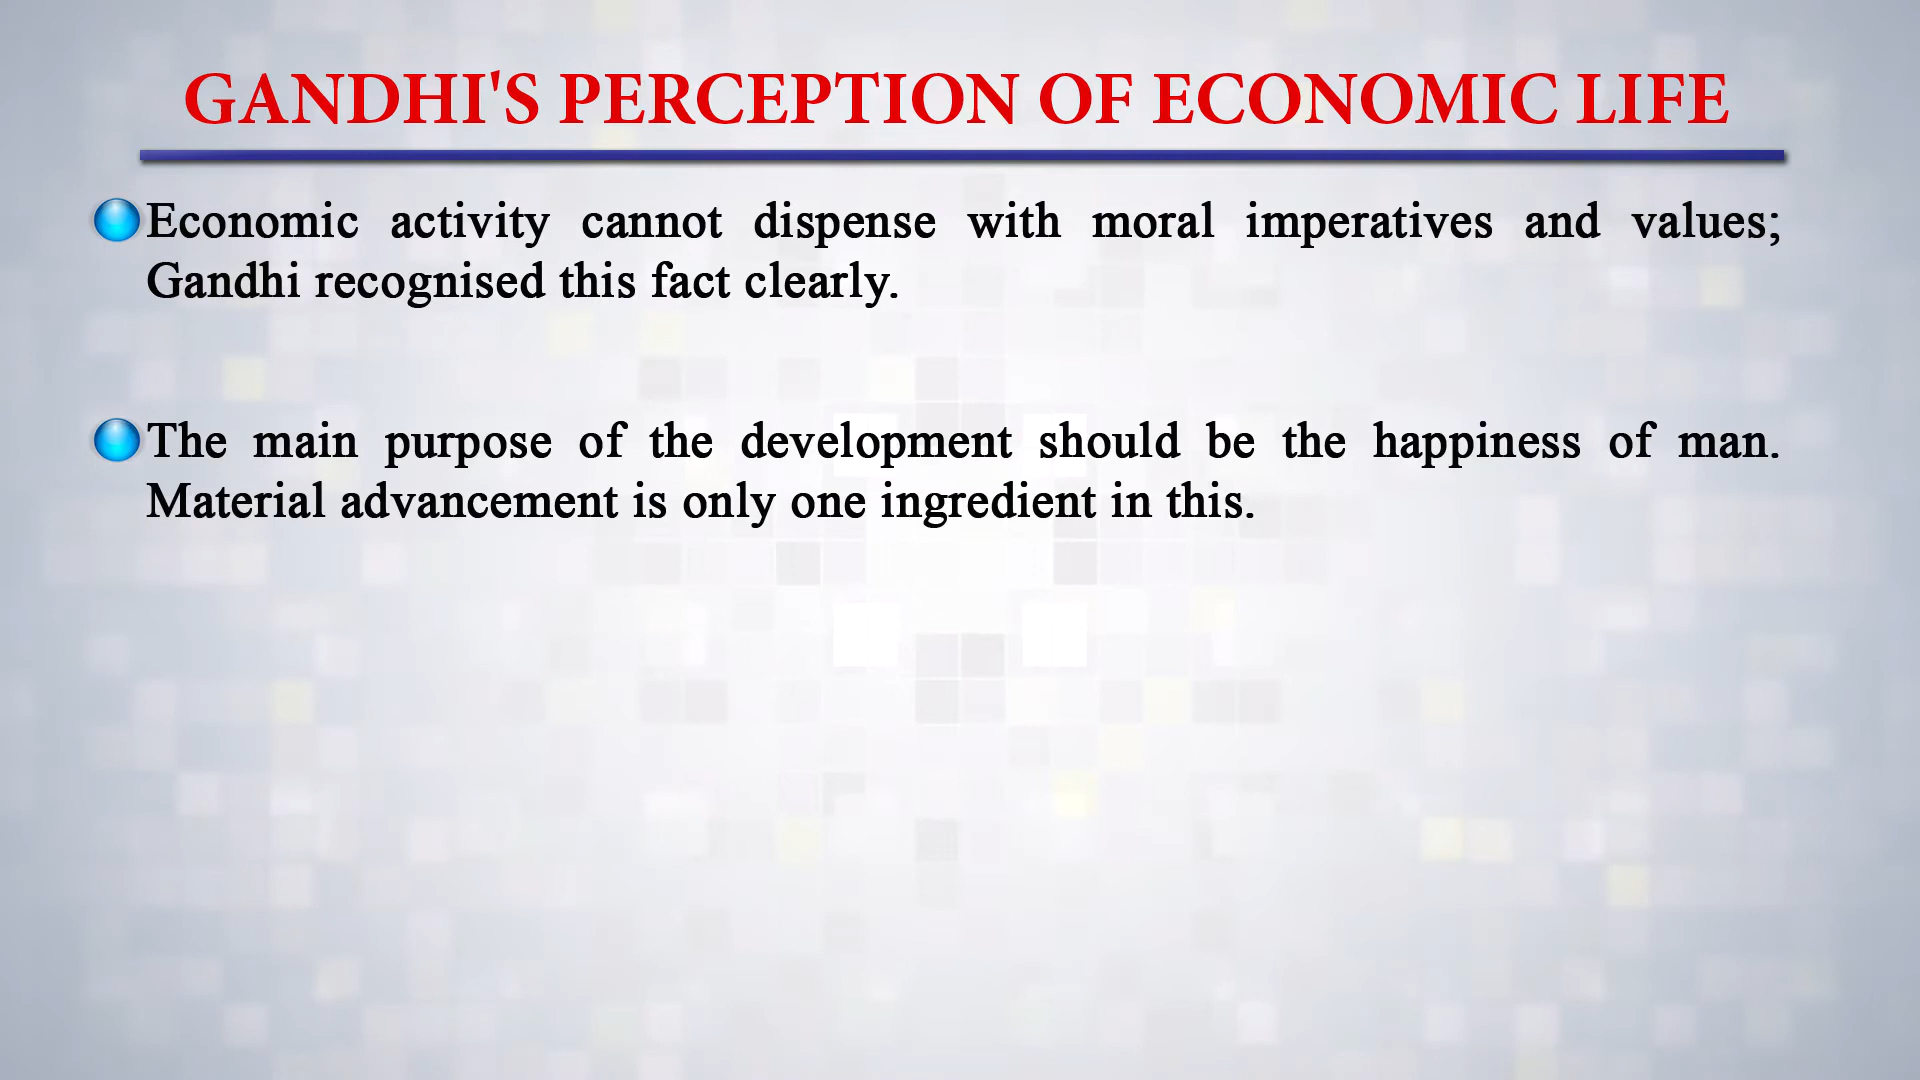 GANDHI'S PERCEPTION OF ECONOMIC LIFE
Economic activity cannot dispense with moral imperatives and values;
Gandhi recognised this fact clearly.
The main purpose of the development should be the happiness of man.
Material advancement is only one ingredient in this.